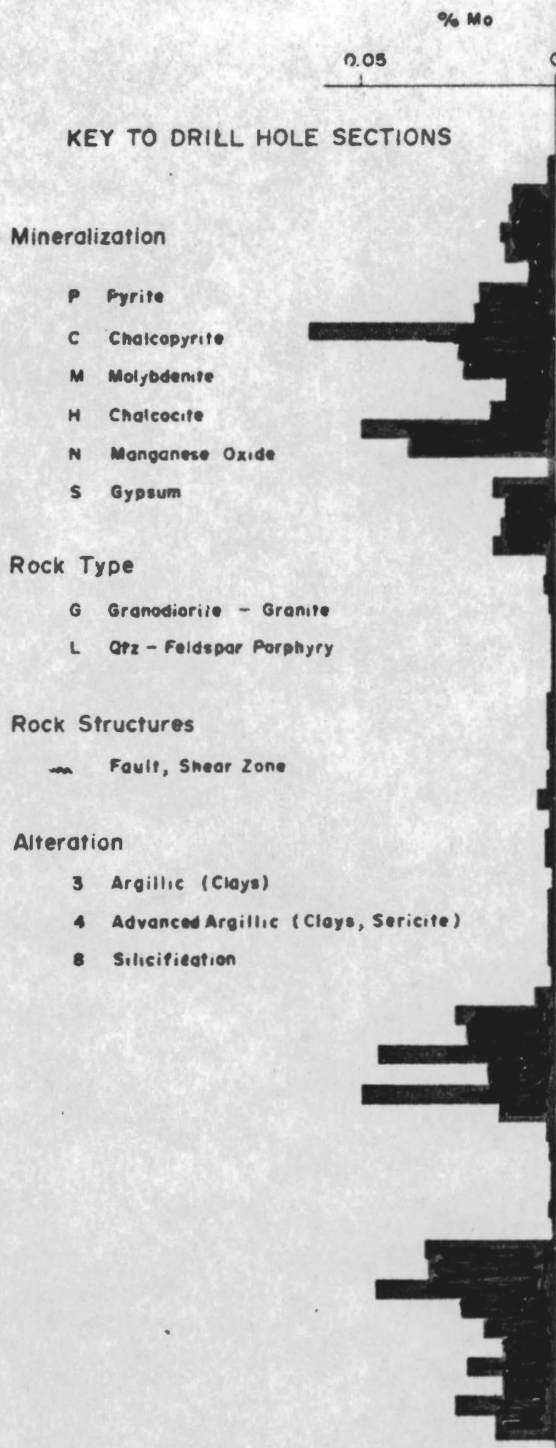 % Mo
0.05 0
KEY TO DRILL HOLE SECTIONS
Mineralization
P Pyrite
C Chalcopyrite
M Molybdenite
H Chalcocite
N Manganese Oxide
S Gypsum
Rock Type
G Granodiorite - Granite
L Qtz - Feldspar Porphyry
Rock Structures
Fault, Shear Zone
Alteration
3 Argillic (Clays)
4 Advanced Argillic (Clays, Sericite)
8 Silicification